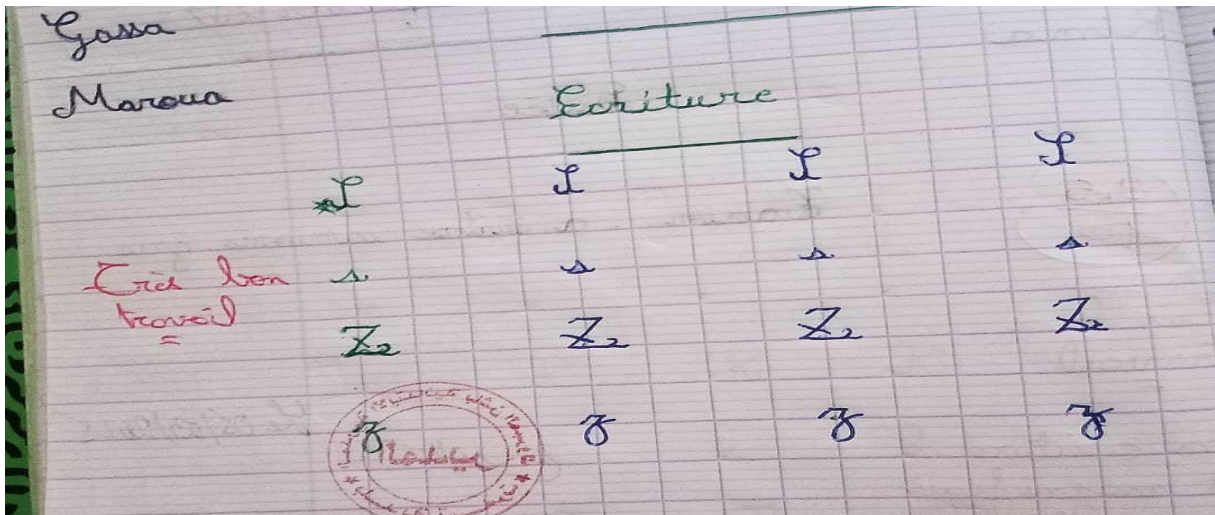 Gassa
Maroua
Ecriture
S S S S
Très bon
travail
s s s s
Z z Z z Z z Z z
z z z z